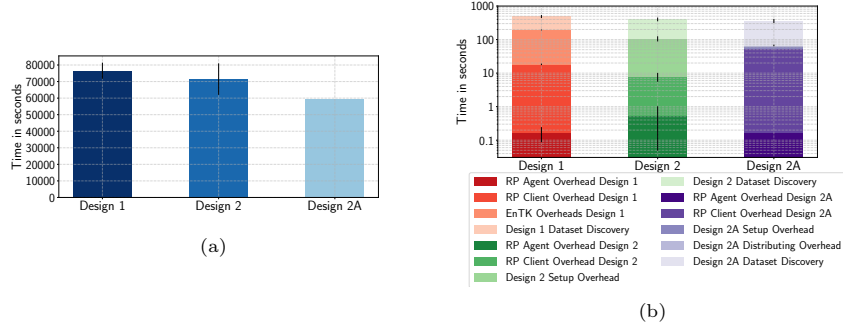 Time in seconds
80000
70000
60000
50000
40000
30000
20000
10000
0
Design 1
Design 2
Design 2A
(a)
Time in seconds
1000
100
10
1
0.1
Design 1
Design 2
Design 2A
RP Agent Overhead Design 1
RP Client Overhead Design 1
EnTK Overheads Design 1
Design 1 Dataset Discovery
RP Agent Overhead Design 2
RP Client Overhead Design 2
Design 2 Setup Overhead
Design 2 Dataset Discovery
RP Agent Overhead Design 2A
RP Client Overhead Design 2A
Design 2A Setup Overhead
Design 2A Distributing Overhead
Design 2A Dataset Discovery
(b)